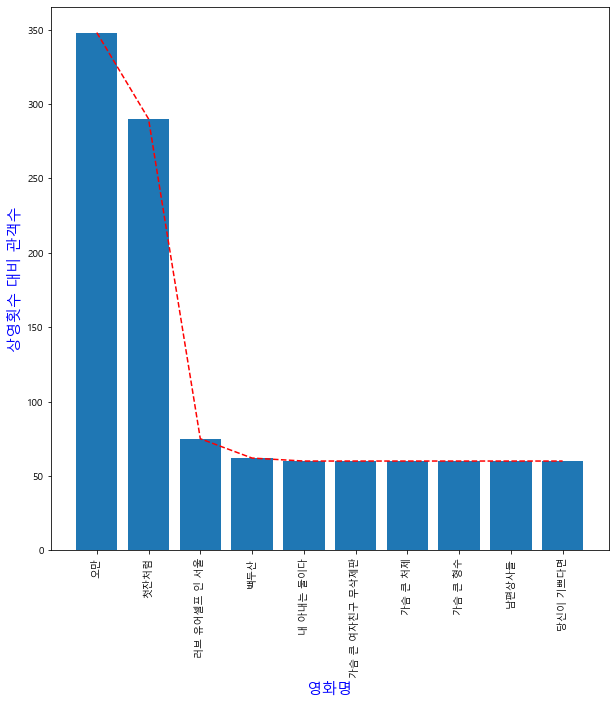 상영횟수 대비 관객수
350
300
250
200
150
100
50
0
오만
첫잔처럼
러브 유어셀프 인 서울
백두산
내 아내는 둘이다
가슴 큰 여자친구 무삭제판
가슴 큰 처제
가슴 큰 형수
남편상사들
당신이 기쁘다면
영화명